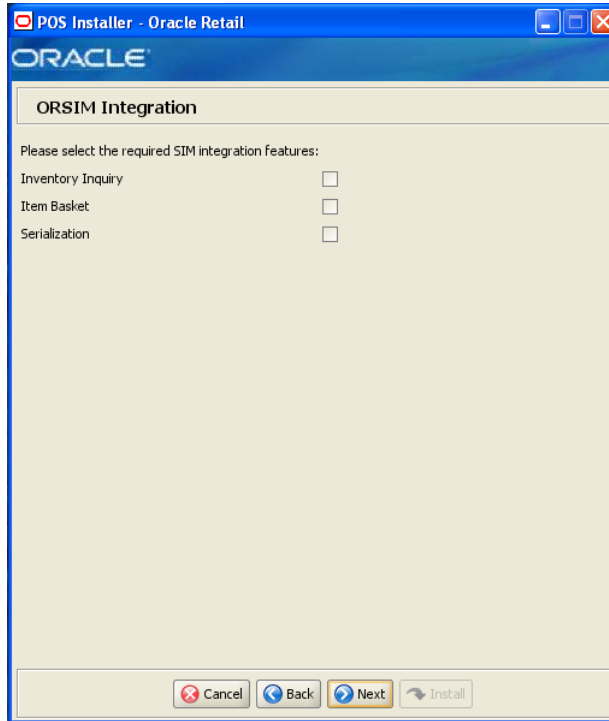 POS Installer - Oracle Retail
ORACLE
ORSIM Integration
Please select the required SIM integration features:
Inventory Inquiry
Item Basket
Serialization
Cancel
Back
Next
Install